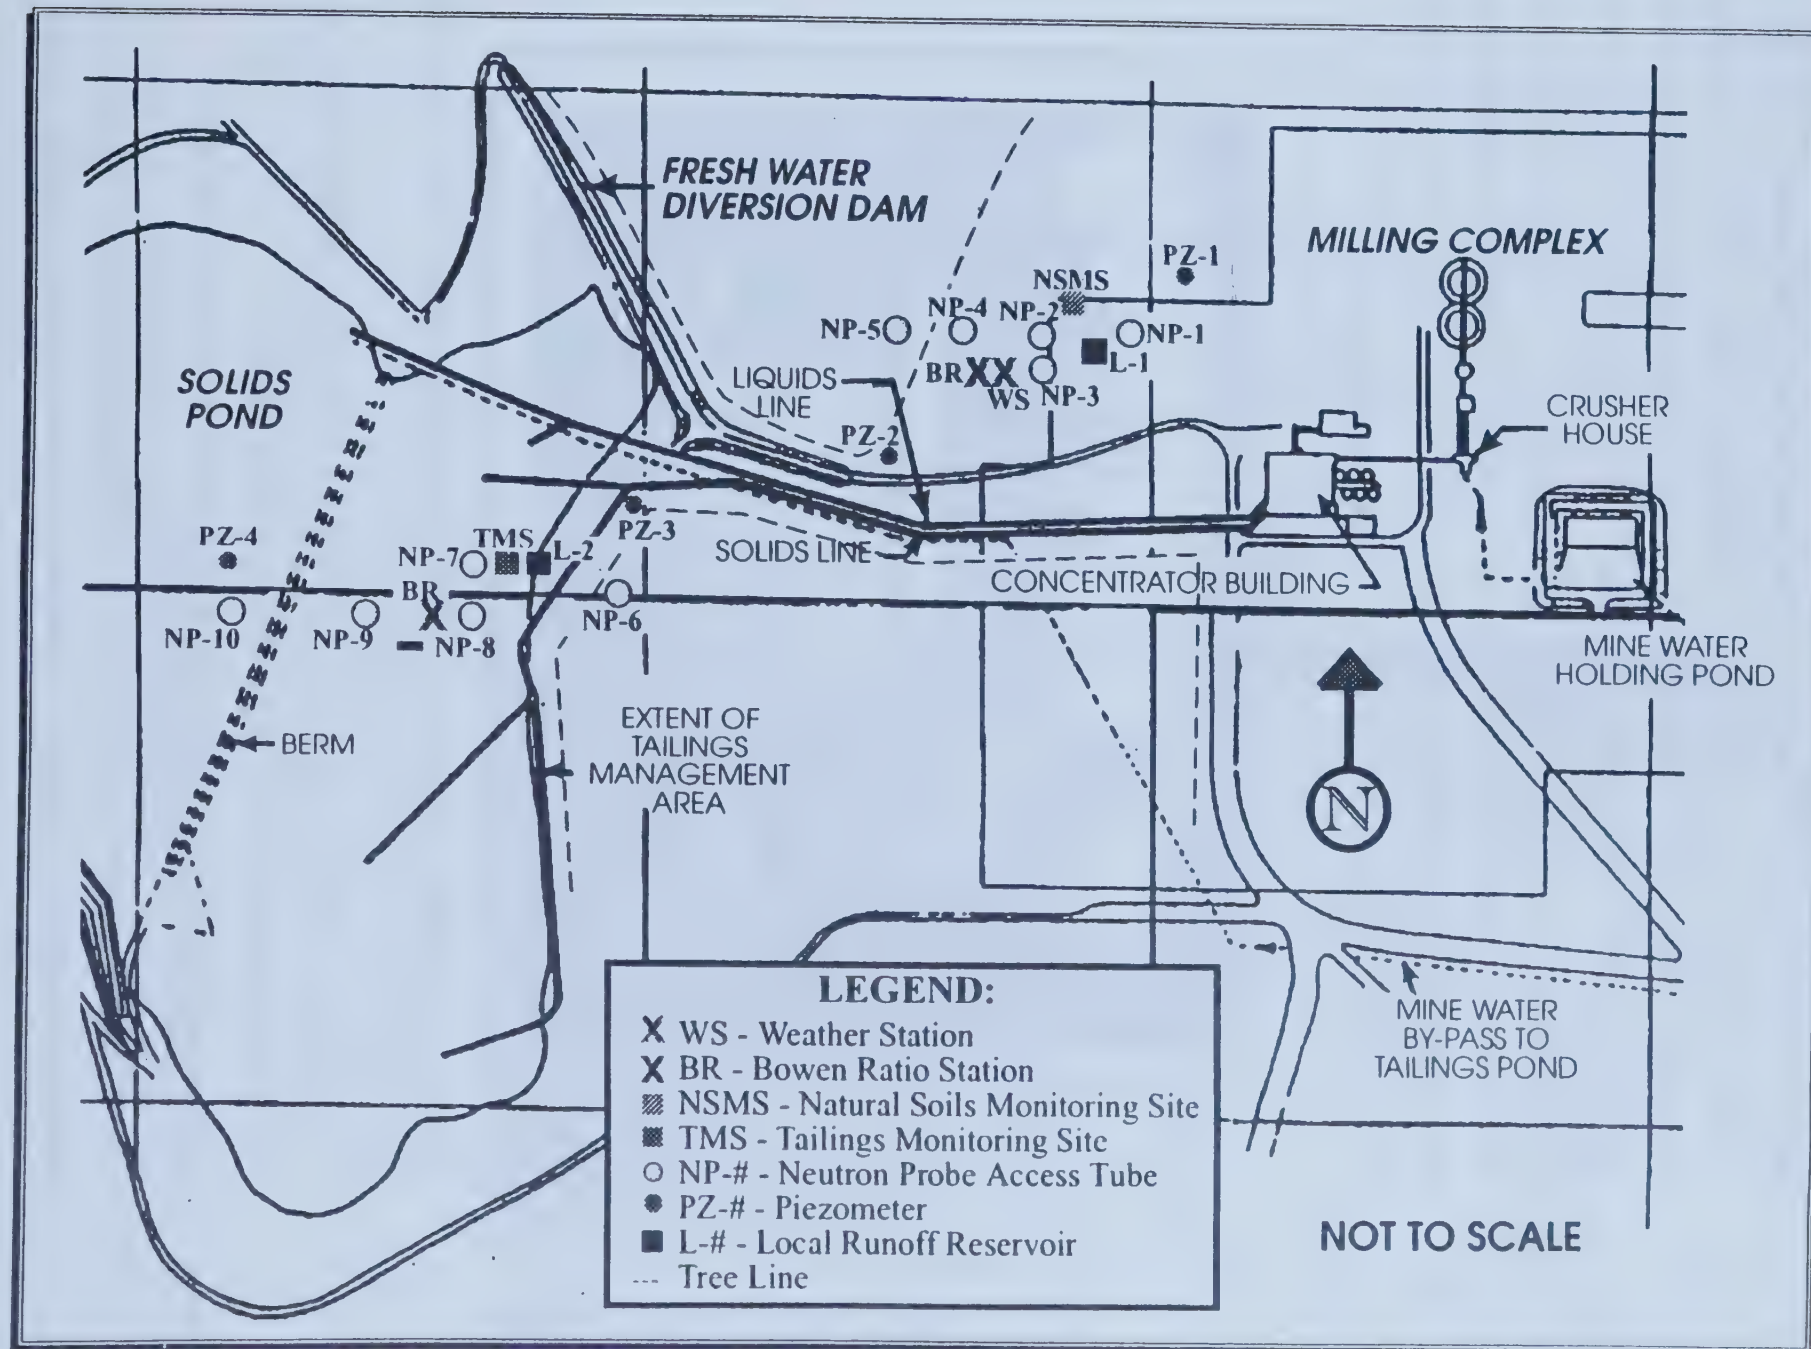 FRESH WATER
DIVERSION DAM
MILLING COMPLEX
PZ-1
NSMS
NP-5
NP-4
NP-2
NP-1
L-1
BR
WS
NP-3
LIQUIDS
LINE
SOLIDS
POND
CRUSHER
HOUSE
PZ-2
PZ-3
PZ-4
TMS
NP-7
L-2
SOLIDS LINE
CONCENTRATOR BUILDING
BR
NP-10
NP-9
NP-8
NP-6
MINE WATER
HOLDING POND
BERM
EXTENT OF
TAILINGS
MANAGEMENT
AREA
N
LEGEND:
X WS - Weather Station
X BR - Bowen Ratio Station
NSMS - Natural Soils Monitoring Site
TMS - Tailings Monitoring Site
NP-# - Neutron Probe Access Tube
PZ-# - Piezometer
L-# - Local Runoff Reservoir
--- Tree Line
MINE WATER
BY-PASS TO
TAILINGS POND
NOT TO SCALE